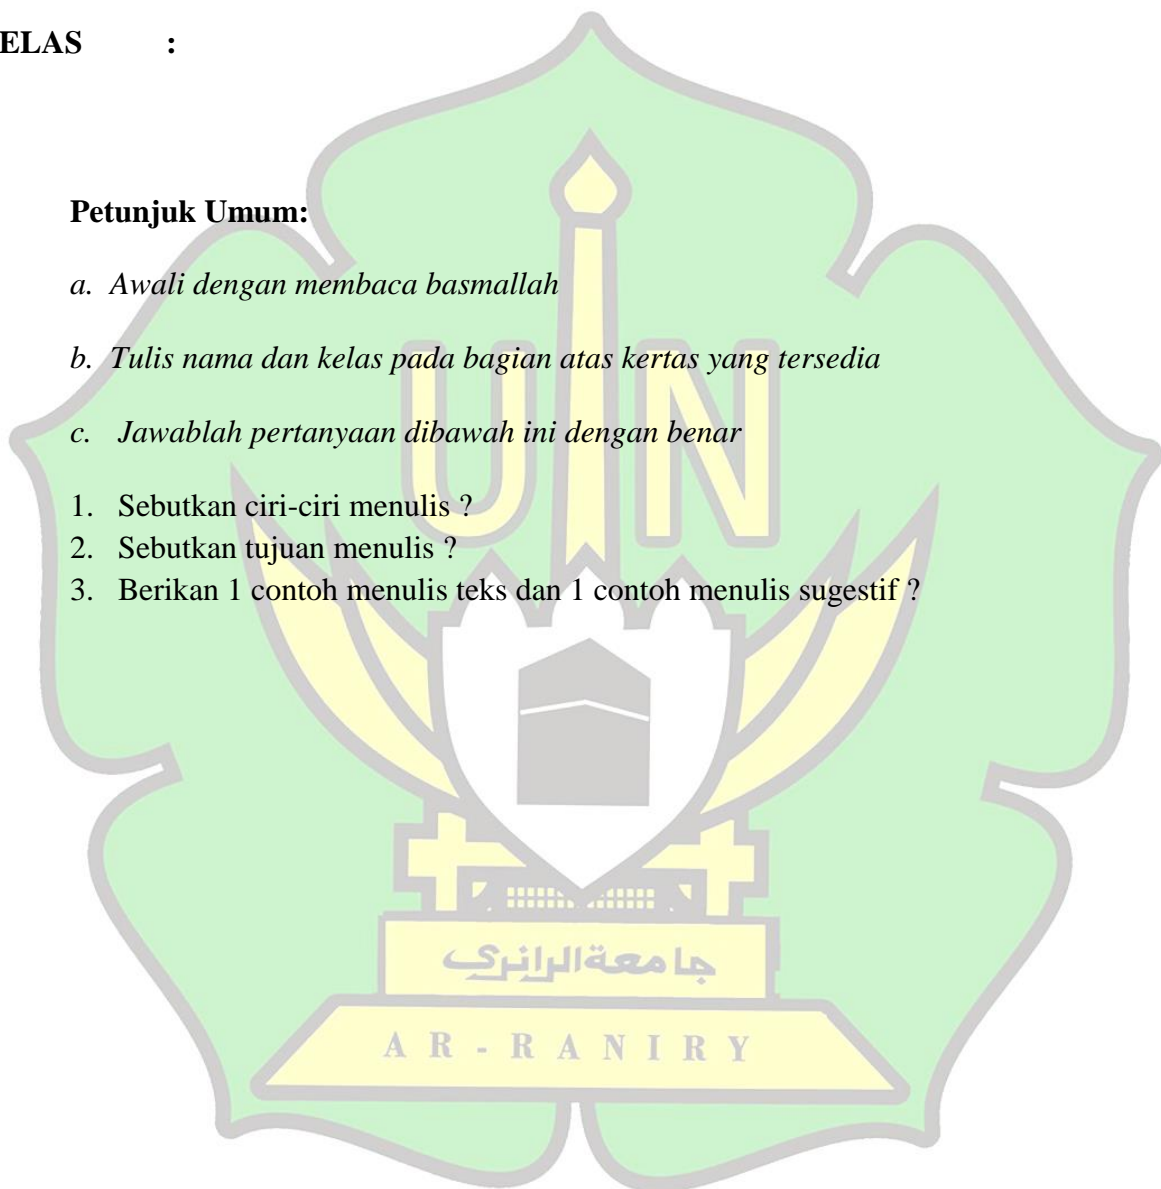 ELAS :
Petunjuk Umum:
a. Awali dengan membaca basmallah
b. Tulis nama dan kelas pada bagian atas kertas yang tersedia
c. Jawablah pertanyaan dibawah ini dengan benar
1. Sebutkan ciri-ciri menulis ?
2. Sebutkan tujuan menulis ?
3. Berikan 1 contoh menulis teks dan 1 contoh menulis sugestif ?
UIN
جامعة الرانري
AR-RANIRY